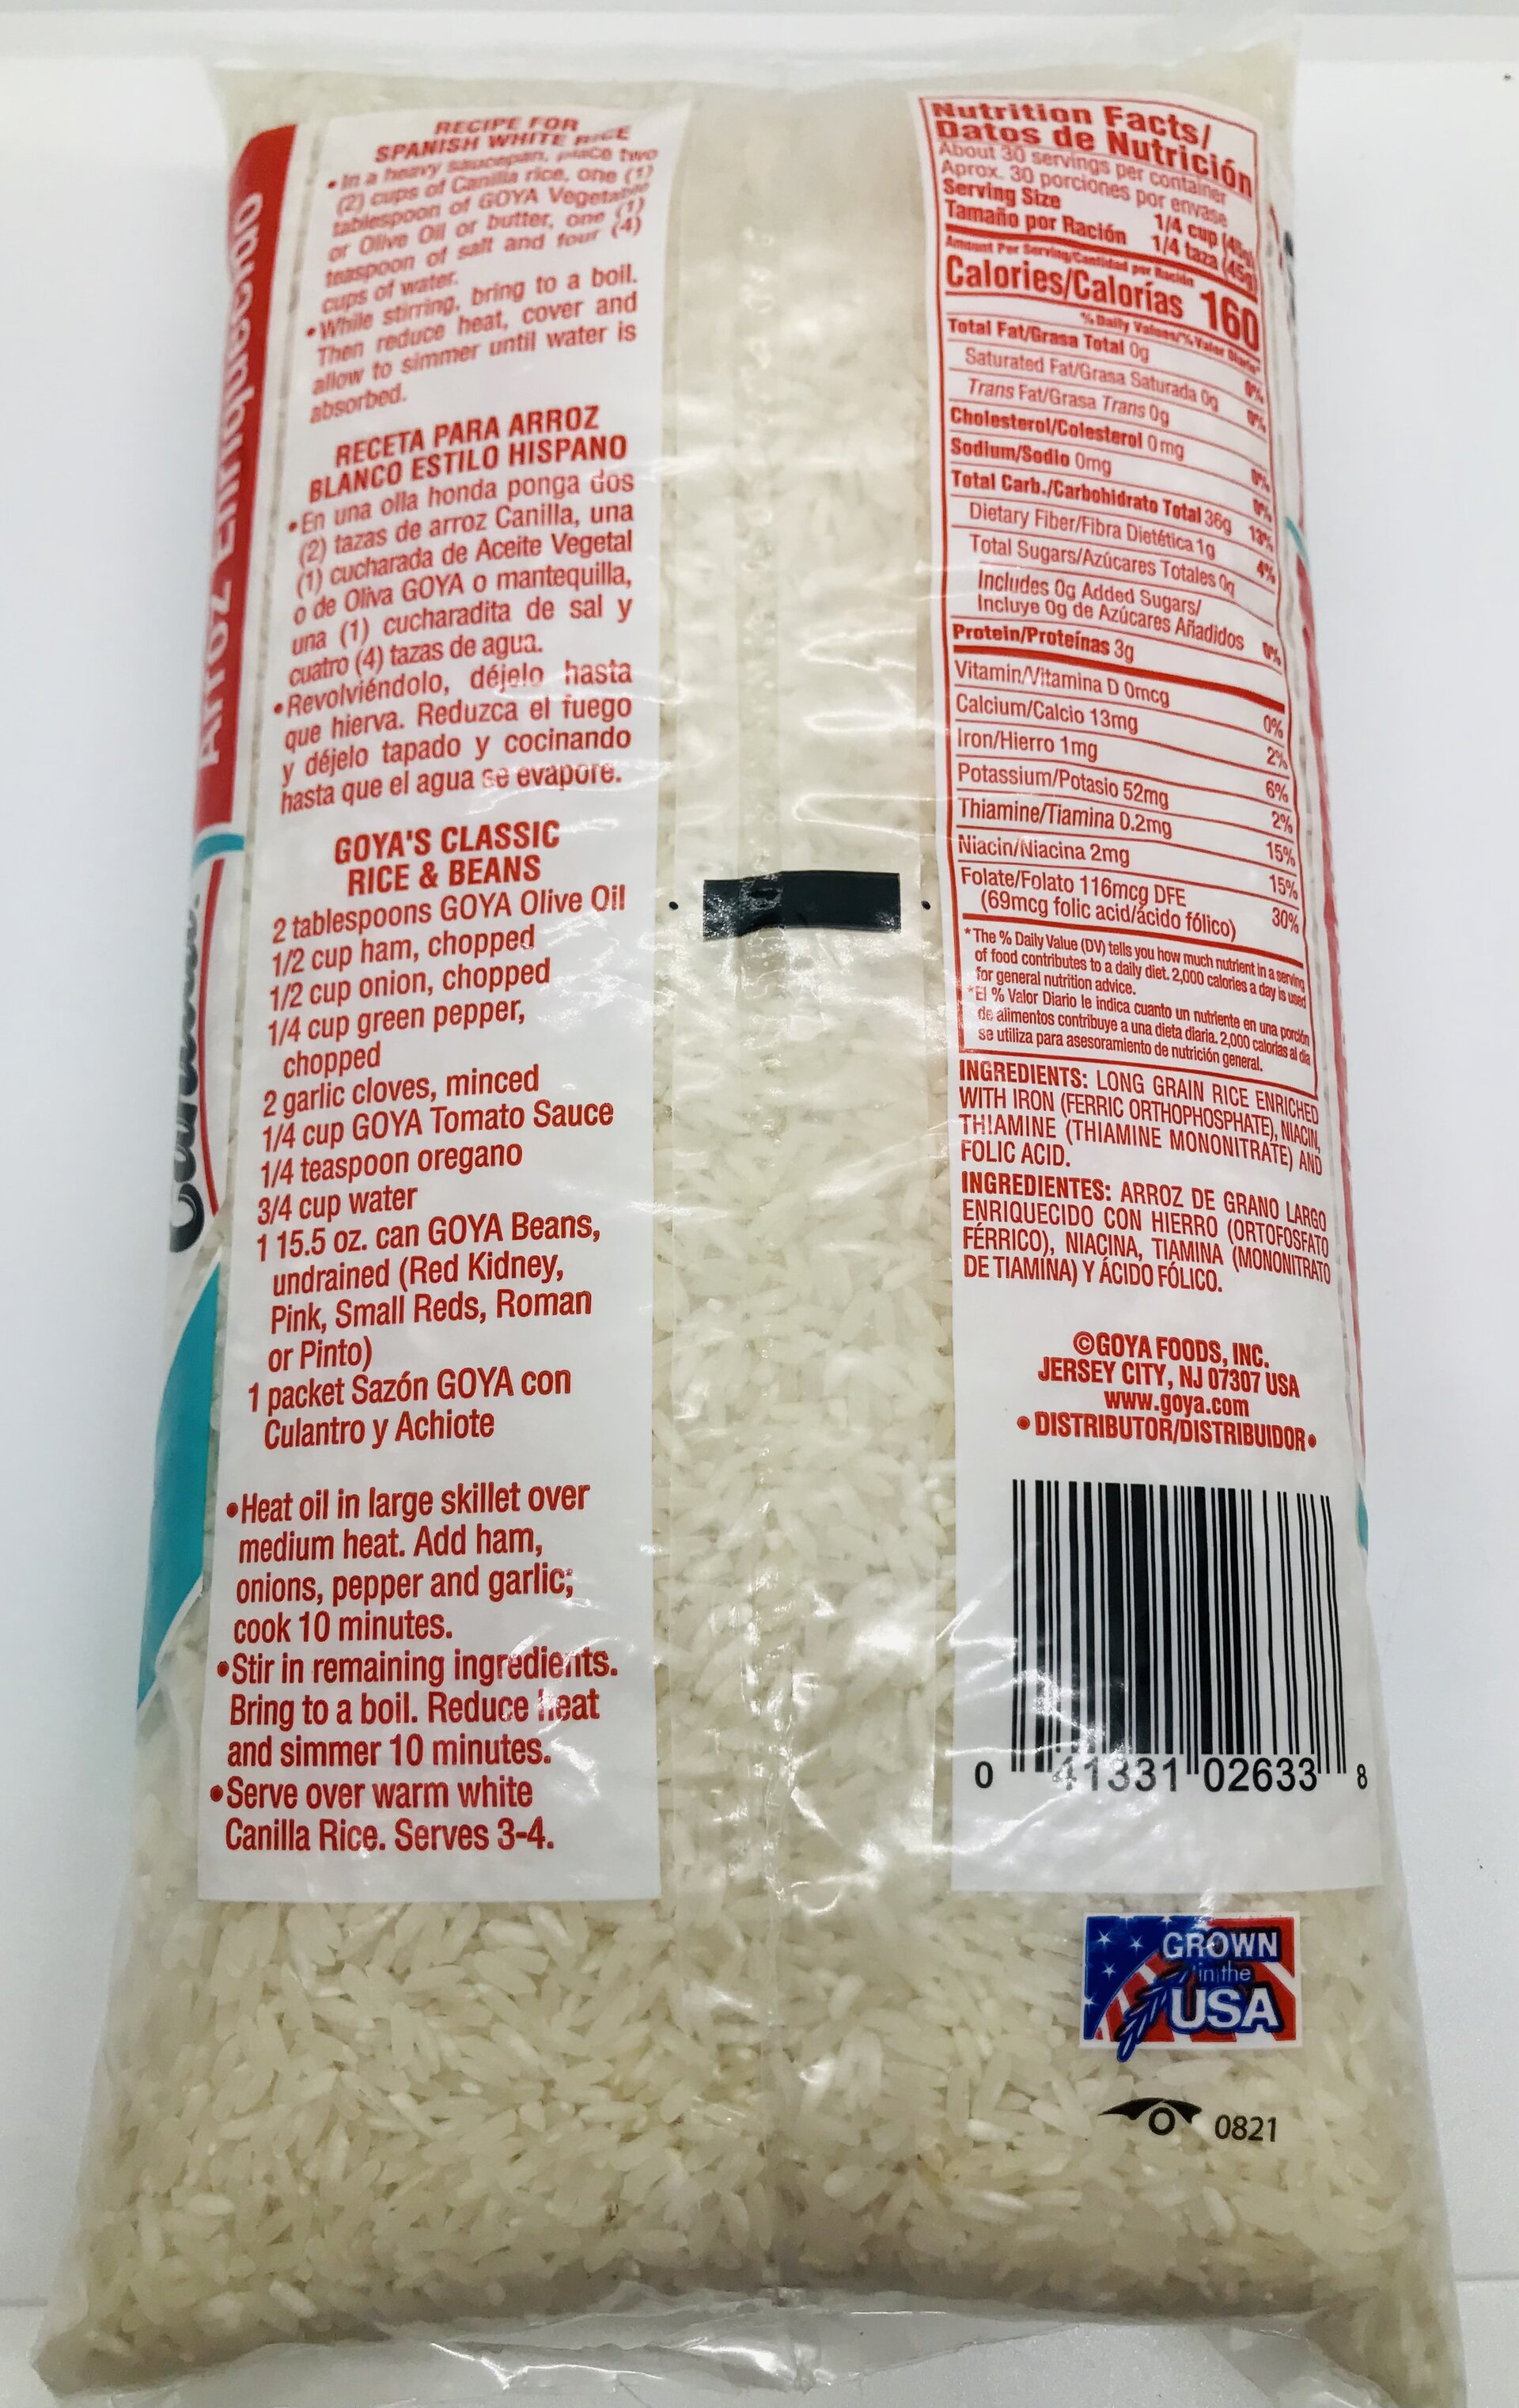 Arroz Enriquecido
RECIPE FOR
SPANISH WHITE RICE
• In a heavy saucepan, place two
(2) cups of Canilla rice, one (1)
tablespoon of GOYA Vegetable
or Olive Oil or butter, one (1)
teaspoon of salt and four (4)
cups of water.
• While stirring, bring to a boil.
Then reduce heat, cover and
allow to simmer until water is
absorbed.
RECETA PARA ARROZ
BLANCO ESTILO HISPANO
• En una olla honda ponga dos
(2) tazas de arroz Canilla, una
(1) cucharada de Aceite Vegetal
o de Oliva GOYA o mantequilla,
una (1) cucharadita de sal y
cuatro (4) tazas de agua.
• Revolviéndolo, déjelo hasta
que hierva. Reduzca el fuego
y déjelo tapado y cocinando
hasta que el agua se evapore.
GOYA'S CLASSIC
RICE & BEANS
2 tablespoons GOYA Olive Oil
1/2 cup ham, chopped
1/2 cup onion, chopped
1/4 cup green pepper,
chopped
2 garlic cloves, minced
1/4 cup GOYA Tomato Sauce
1/4 teaspoon oregano
3/4 cup water
1 15.5 oz. can GOYA Beans,
undrained (Red Kidney,
Pink, Small Reds, Roman
or Pinto)
1 packet Sazón GOYA con
Culantro y Achiote
• Heat oil in large skillet over
medium heat. Add ham,
onions, pepper and garlic;
cook 10 minutes.
• Stir in remaining ingredients.
Bring to a boil. Reduce heat
and simmer 10 minutes.
• Serve over warm white
Canilla Rice. Serves 3-4.
Nutrition Facts/
Datos de Nutrición
About 30 servings per container
Aprox. 30 porciones por envase
Serving Size 1/4 cup (45g)
Tamaño por Ración 1/4 taza (45g)
Amount Per Serving/Cantidad por Ración
Calories/Calorías 160
% Daily Values/% Valor Diario*
Total Fat/Grasa Total 0g 0%
Saturated Fat/Grasa Saturada 0g 0%
Trans Fat/Grasa Trans 0g
Cholesterol/Colesterol 0mg 0%
Sodium/Sodio 0mg 0%
Total Carb./Carbohidrato Total 36g 13%
Dietary Fiber/Fibra Dietética 1g 4%
Total Sugars/Azúcares Totales 0g
Includes 0g Added Sugars/
Incluye 0g de Azúcares Añadidos 0%
Protein/Proteínas 3g
Vitamin/Vitamina D 0mcg 0%
Calcium/Calcio 13mg 2%
Iron/Hierro 1mg 6%
Potassium/Potasio 52mg 2%
Thiamine/Tiamina 0.2mg 15%
Niacin/Niacina 2mg 15%
Folate/Folato 116mcg DFE 30%
(69mcg folic acid/ácido fólico)
*The % Daily Value (DV) tells you how much nutrient in a serving
of food contributes to a daily diet. 2,000 calories a day is used
for general nutrition advice.
*El % Valor Diario le indica cuanto un nutriente en una porción
de alimentos contribuye a una dieta diaria. 2,000 calorías al día
se utiliza para asesoramiento de nutrición general.
INGREDIENTS: LONG GRAIN RICE ENRICHED
WITH IRON (FERRIC ORTHOPHOSPHATE), NIACIN,
THIAMINE (THIAMINE MONONITRATE) AND
FOLIC ACID.
INGREDIENTES: ARROZ DE GRANO LARGO
ENRIQUECIDO CON HIERRO (ORTOFOSFATO
FÉRRICO), NIACINA, TIAMINA (MONONITRATO
DE TIAMINA) Y ÁCIDO FÓLICO.
©GOYA FOODS, INC.
JERSEY CITY, NJ 07307 USA
www.goya.com
• DISTRIBUTOR/DISTRIBUIDOR •
0 41331 02633 8
GROWN
in the
USA
0821